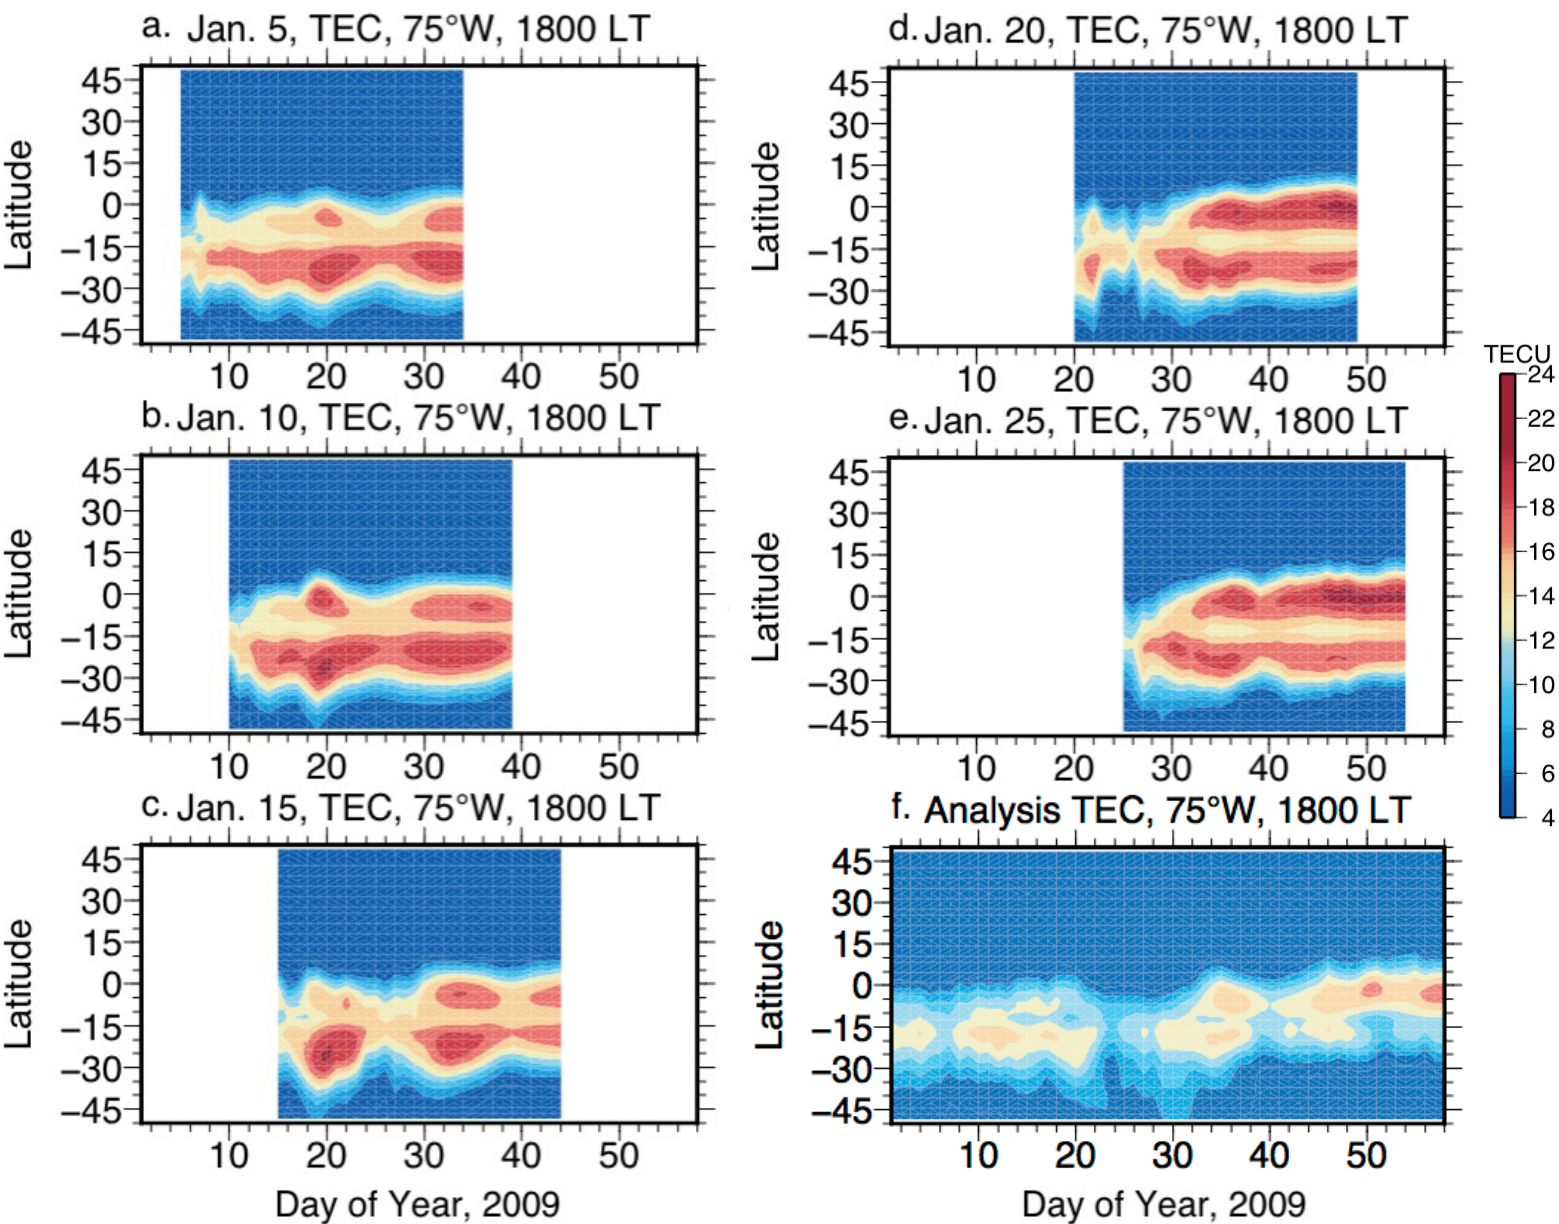 a. Jan. 5, TEC, 75°W, 1800 LT
45
30
15
0
−15
−30
−45
Latitude
10 20 30 40 50
b. Jan. 10, TEC, 75°W, 1800 LT
45
30
15
0
−15
−30
−45
Latitude
10 20 30 40 50
c. Jan. 15, TEC, 75°W, 1800 LT
45
30
15
0
−15
−30
−45
Latitude
10 20 30 40 50
Day of Year, 2009
d. Jan. 20, TEC, 75°W, 1800 LT
45
30
15
0
−15
−30
−45
Latitude
10 20 30 40 50
e. Jan. 25, TEC, 75°W, 1800 LT
45
30
15
0
−15
−30
−45
Latitude
10 20 30 40 50
f. Analysis TEC, 75°W, 1800 LT
45
30
15
0
−15
−30
−45
Latitude
10 20 30 40 50
Day of Year, 2009
TECU
24
22
20
18
16
14
12
10
8
6
4